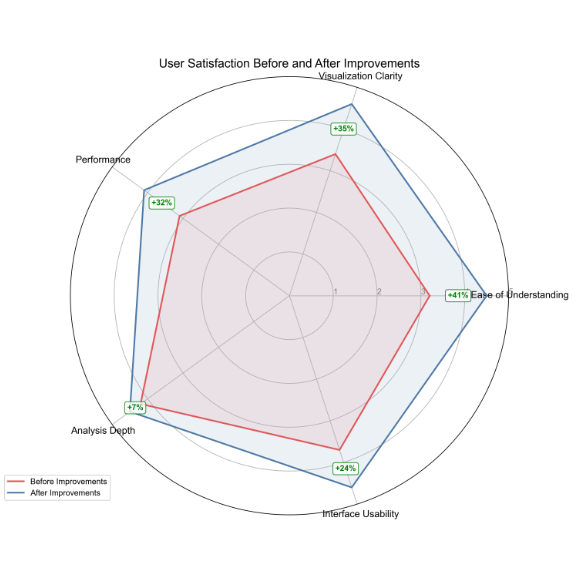 User Satisfaction Before and After Improvements
Visualization Clarity
+35%
Performance
+32%
1
2
3
+41%
Ease of Understanding
+7%
Analysis Depth
+24%
Interface Usability
Before Improvements
After Improvements